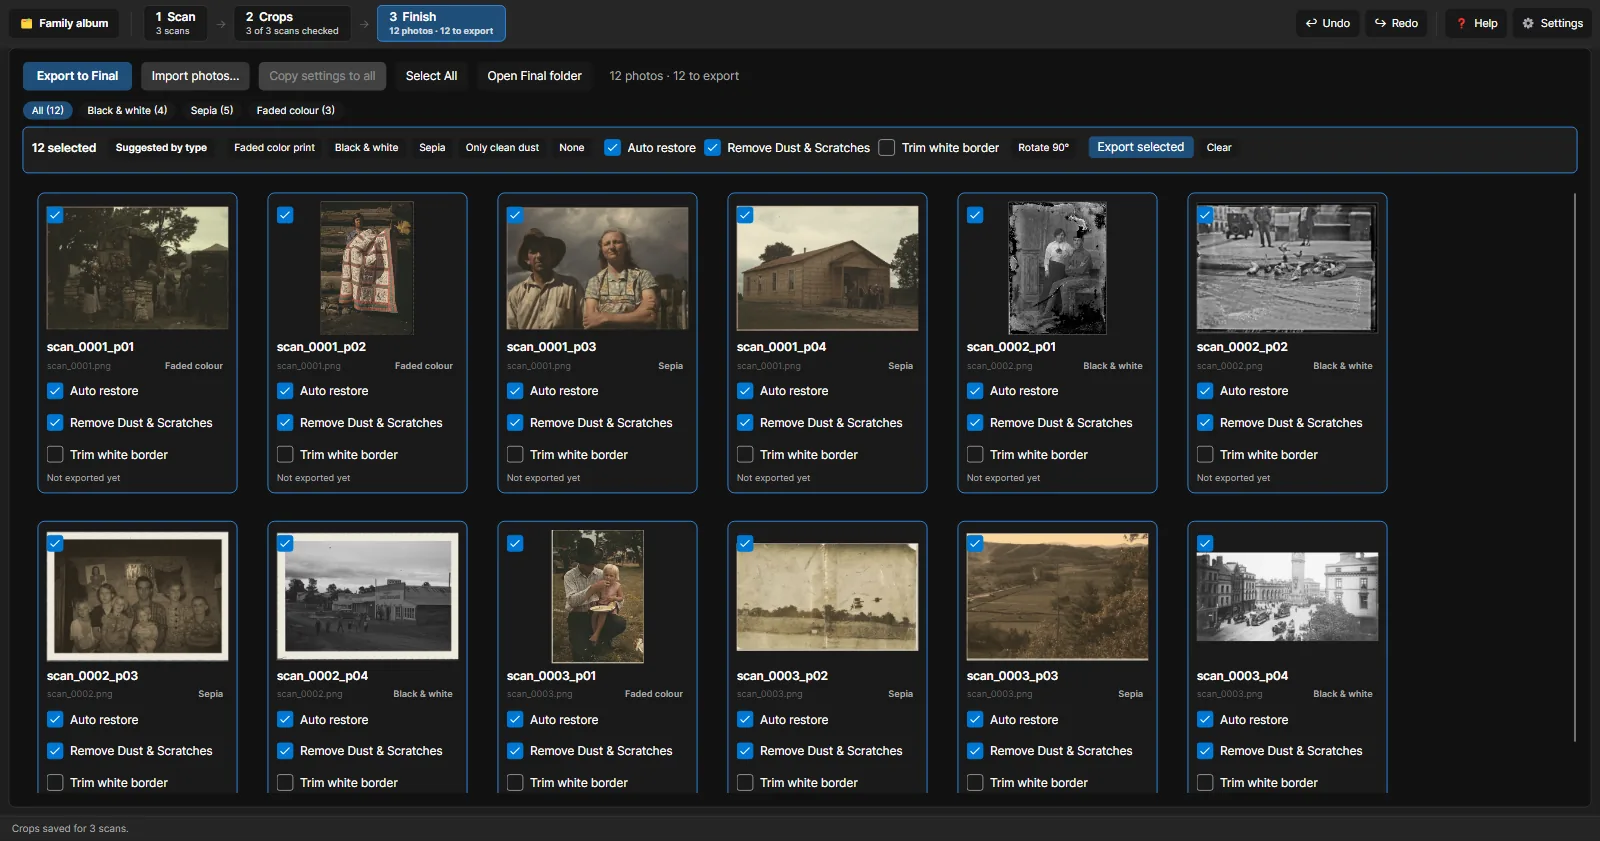 Family album
1 Scan
3 scans
→
2 Crops
3 of 3 scans checked
→
3 Finish
12 photos · 12 to export
Undo
Redo
Help
Settings
Export to Final
Import photos...
Copy settings to all
Select All
Open Final folder
12 photos · 12 to export
All (12)
Black & white (4)
Sepia (5)
Faded colour (3)
12 selected
Suggested by type
Faded color print
Black & white
Sepia
Only clean dust
None
Auto restore
Remove Dust & Scratches
Trim white border
Rotate 90°
Export selected
Clear
scan_0001_p01
scan_0001.png
Faded colour
Auto restore
Remove Dust & Scratches
Trim white border
Not exported yet
scan_0001_p02
scan_0001.png
Faded colour
Auto restore
Remove Dust & Scratches
Trim white border
Not exported yet
scan_0001_p03
scan_0001.png
Sepia
Auto restore
Remove Dust & Scratches
Trim white border
Not exported yet
scan_0001_p04
scan_0001.png
Sepia
Auto restore
Remove Dust & Scratches
Trim white border
Not exported yet
scan_0002_p01
scan_0002.png
Black & white
Auto restore
Remove Dust & Scratches
Trim white border
Not exported yet
scan_0002_p02
scan_0002.png
Black & white
Auto restore
Remove Dust & Scratches
Trim white border
Not exported yet
scan_0002_p03
scan_0002.png
Sepia
Auto restore
Remove Dust & Scratches
Trim white border
scan_0002_p04
scan_0002.png
Black & white
Auto restore
Remove Dust & Scratches
Trim white border
scan_0003_p01
scan_0003.png
Faded colour
Auto restore
Remove Dust & Scratches
Trim white border
scan_0003_p02
scan_0003.png
Sepia
Auto restore
Remove Dust & Scratches
Trim white border
scan_0003_p03
scan_0003.png
Sepia
Auto restore
Remove Dust & Scratches
Trim white border
scan_0003_p04
scan_0003.png
Black & white
Auto restore
Remove Dust & Scratches
Trim white border
Crops saved for 3 scans.